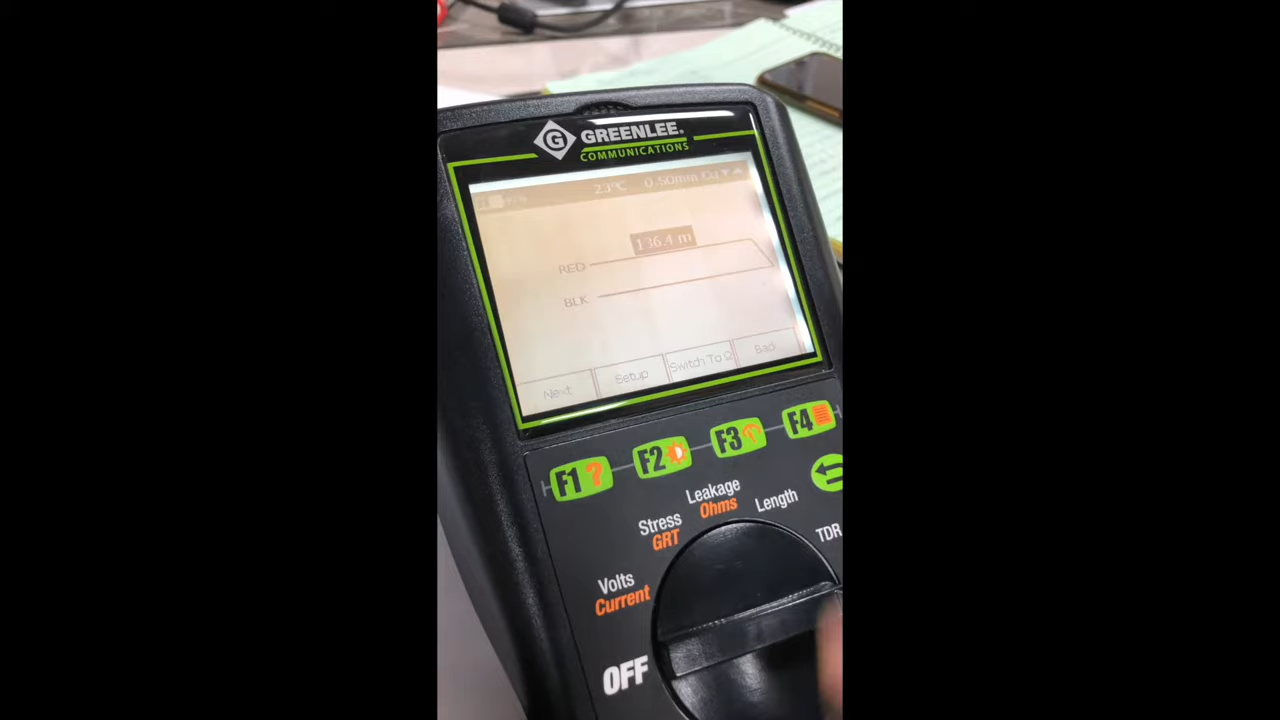 G GREENLEE®
COMMUNICATIONS
23°C 0.50mm /Cu
136.4 m
RED
BLK
Next Setup Switch To Ω Back
F1 ? F2 F3 F4
Leakage
Ohms
Length
Stress
GRT
TDR
Volts
Current
OFF